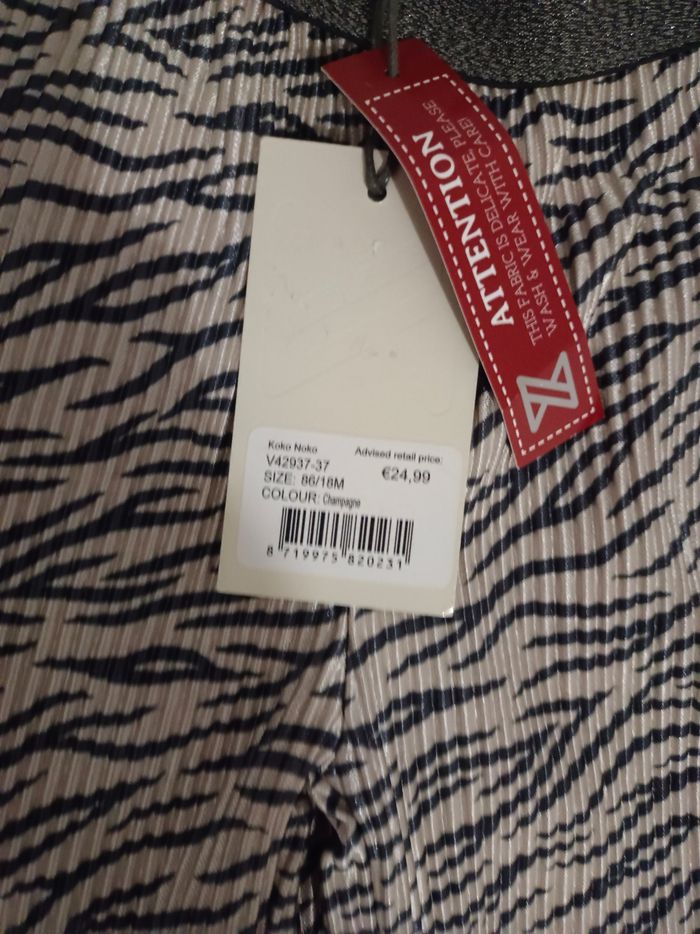 ATTENTION
THIS FABRIC IS DELICATE, PLEASE
WASH & WEAR WITH CARE!
Koko Noko
Advised retail price:
V42937-37
€24,99
SIZE: 86/18M
COLOUR: Champagne
8 719975 820231